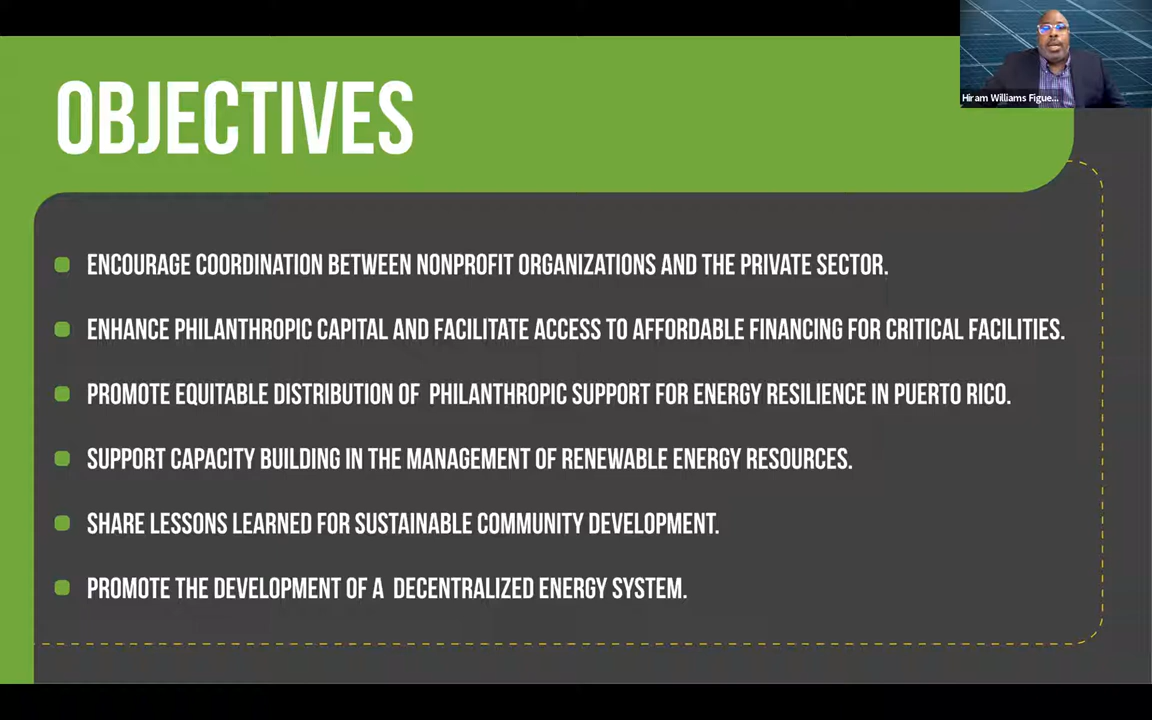 OBJECTIVES
Hiram Williams Figue...
ENCOURAGE COORDINATION BETWEEN NONPROFIT ORGANIZATIONS AND THE PRIVATE SECTOR.
ENHANCE PHILANTHROPIC CAPITAL AND FACILITATE ACCESS TO AFFORDABLE FINANCING FOR CRITICAL FACILITIES.
PROMOTE EQUITABLE DISTRIBUTION OF PHILANTHROPIC SUPPORT FOR ENERGY RESILIENCE IN PUERTO RICO.
SUPPORT CAPACITY BUILDING IN THE MANAGEMENT OF RENEWABLE ENERGY RESOURCES.
SHARE LESSONS LEARNED FOR SUSTAINABLE COMMUNITY DEVELOPMENT.
PROMOTE THE DEVELOPMENT OF A DECENTRALIZED ENERGY SYSTEM.